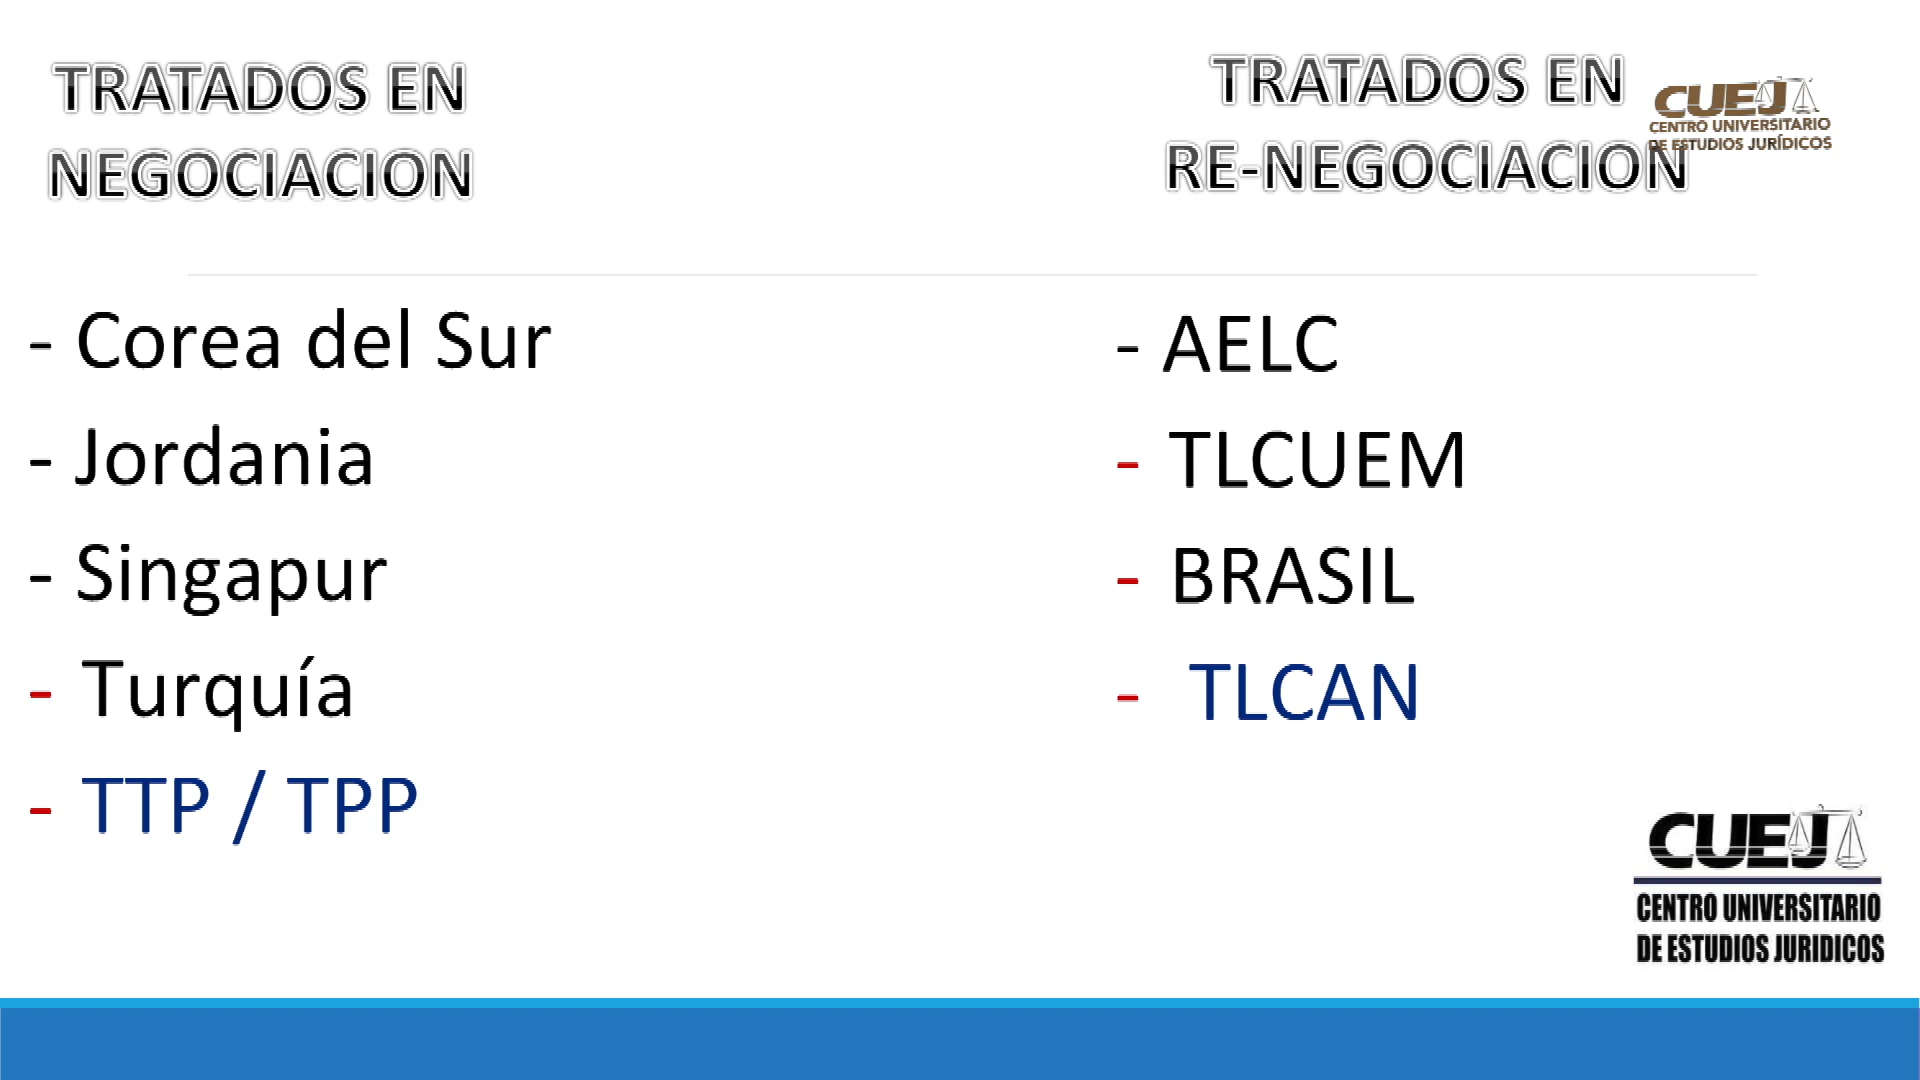 TRATADOS EN
NEGOCIACION
- Corea del Sur
- Jordania
- Singapur
- Turquía
- TTP / TPP
TRATADOS EN
RE-NEGOCIACION
- AELC
- TLCUEM
- BRASIL
- TLCAN
CUEJ
CENTRO UNIVERSITARIO
DE ESTUDIOS JURÍDICOS
CUEJ
CENTRO UNIVERSITARIO
DE ESTUDIOS JURIDICOS